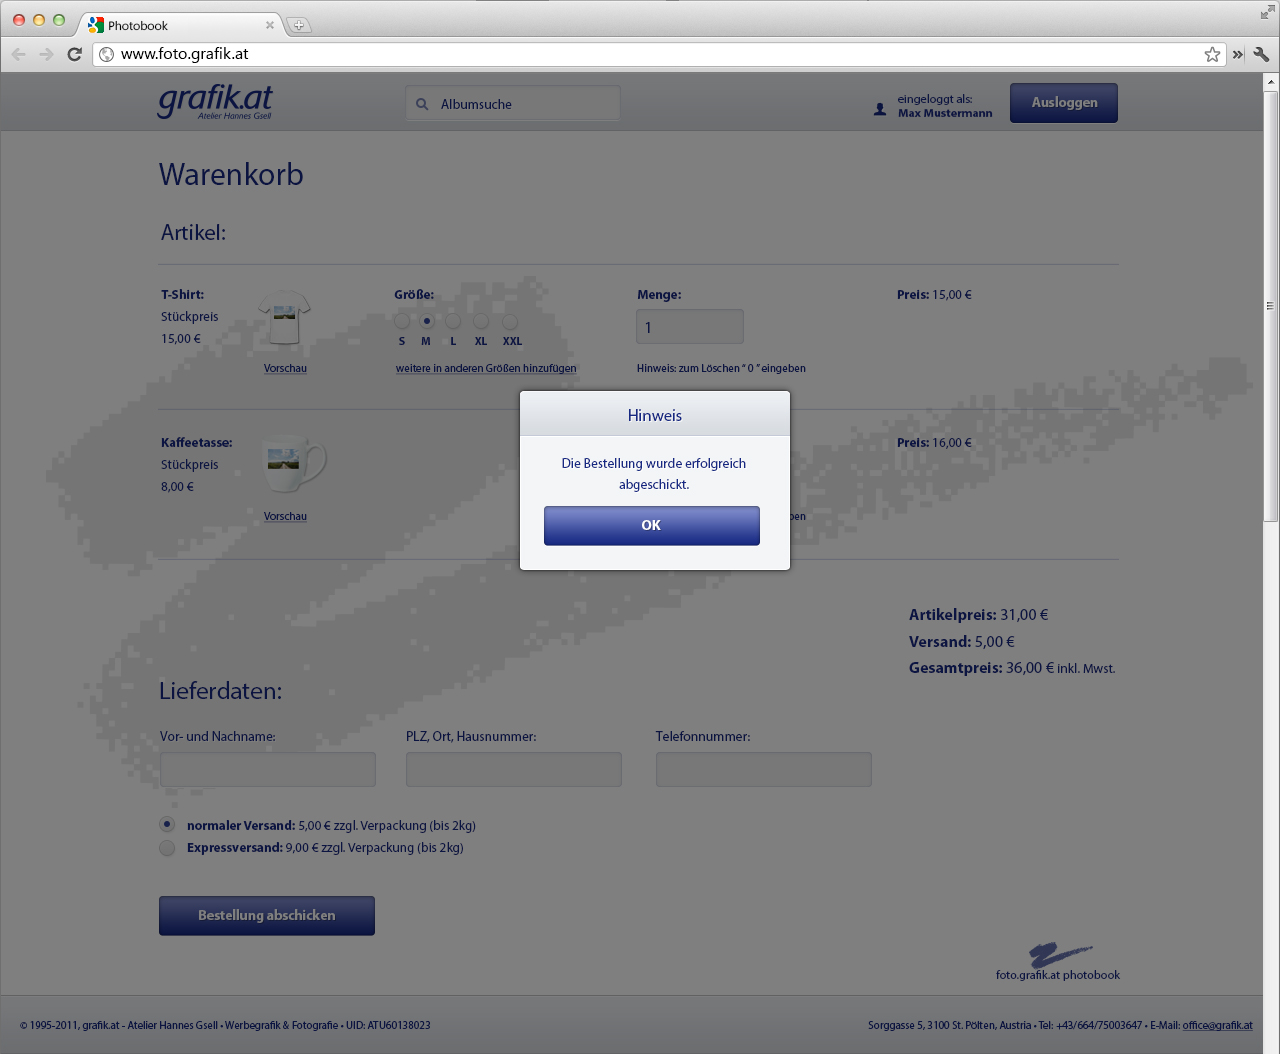 Photobook
www.foto.grafik.at
grafik.at
Atelier Hannes Gsell
Albumsuche
eingeloggt als:
Max Mustermann
Ausloggen
Warenkorb
Artikel:
T-Shirt:
Stückpreis
15,00 €
Vorschau
Größe:
S M L XL XXL
weitere in anderen Größen hinzufügen
Menge:
1
Hinweis: zum Löschen “ 0 ” eingeben
Preis: 15,00 €
Kaffeetasse:
Stückpreis
8,00 €
Vorschau
Preis: 16,00 €
Hinweis
Die Bestellung wurde erfolgreich
abgeschickt.
OK
Artikelpreis: 31,00 €
Versand: 5,00 €
Gesamtpreis: 36,00 € inkl. Mwst.
Lieferdaten:
Vor- und Nachname:
PLZ, Ort, Hausnummer:
Telefonnummer:
normaler Versand: 5,00 € zzgl. Verpackung (bis 2kg)
Expressversand: 9,00 € zzgl. Verpackung (bis 2kg)
Bestellung abschicken
foto.grafik.at photobook
© 1995-2011, grafik.at - Atelier Hannes Gsell • Werbegrafik & Fotografie • UID: ATU60138023
Sorggasse 5, 3100 St. Pölten, Austria • Tel: +43/664/75003647 • E-Mail: office@grafik.at